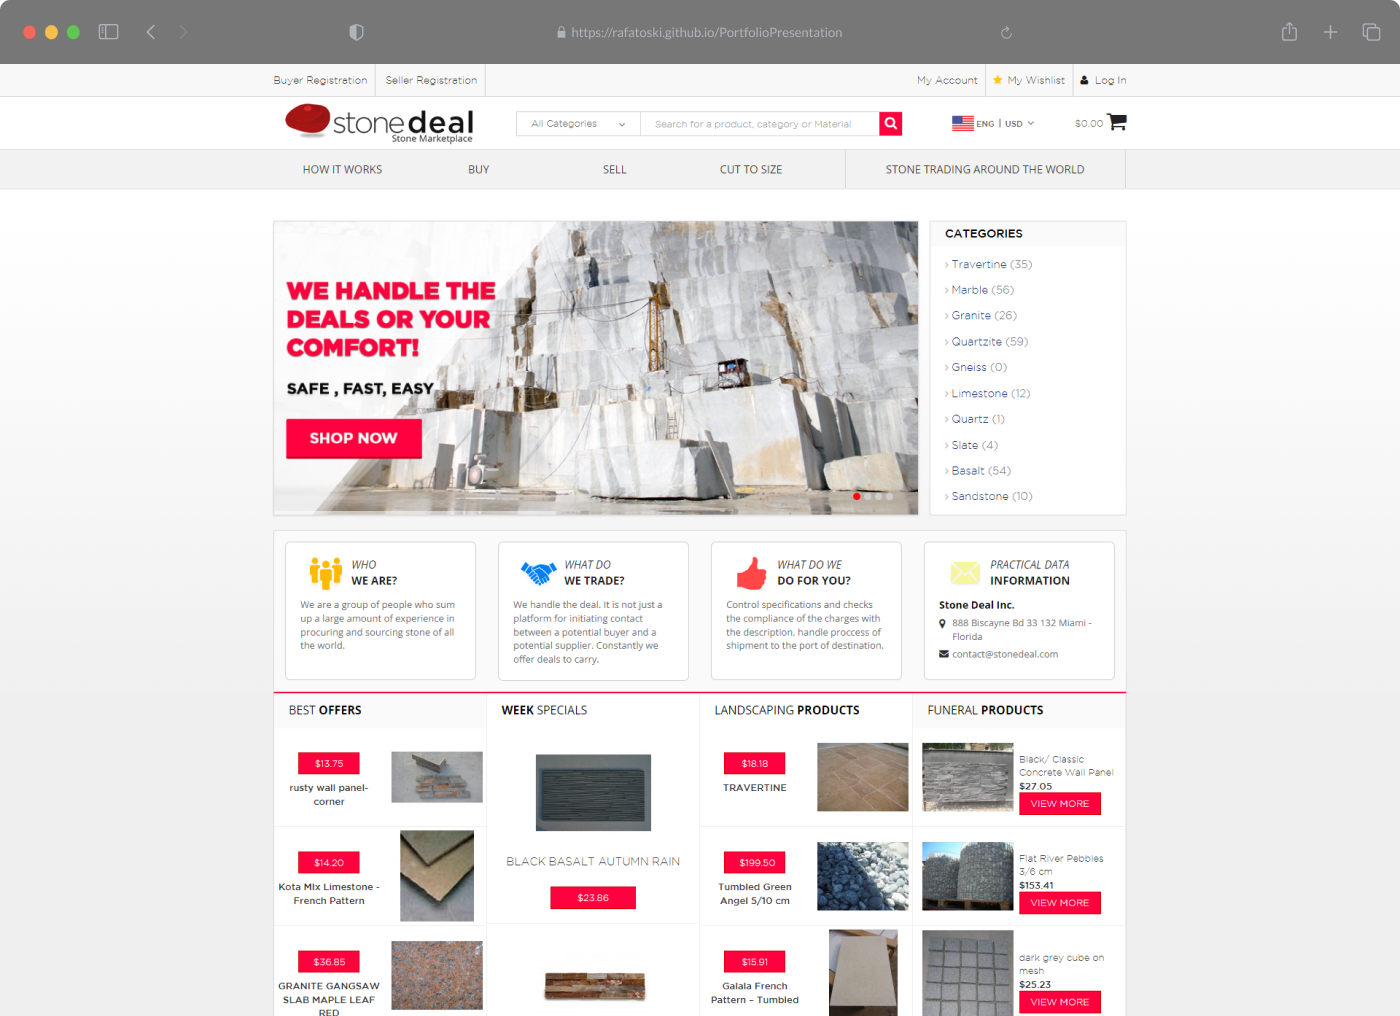 https://rafatoski.github.io/PortfolioPresentation
Buyer Registration
Seller Registration
My Account
My Wishlist
Log In
stonedeal
Stone Marketplace
All Categories
Search for a product, category or Material
ENG | USD
$0.00
HOW IT WORKS
BUY
SELL
CUT TO SIZE
STONE TRADING AROUND THE WORLD
WE HANDLE THE
DEALS OR YOUR
COMFORT!
SAFE , FAST, EASY
SHOP NOW
CATEGORIES
Travertine (35)
Marble (56)
Granite (26)
Quartzite (59)
Gneiss (0)
Limestone (12)
Quartz (1)
Slate (4)
Basalt (54)
Sandstone (10)
WHO
WE ARE?
We are a group of people who sum
up a large amount of experience in
procuring and sourcing stone of all
the world.
WHAT DO
WE TRADE?
We handle the deal. It is not just a
platform for initiating contact
between a potential buyer and a
potential supplier. Constantly we
offer deals to carry.
WHAT DO WE
DO FOR YOU?
Control specifications and checks
the compliance of the charges with
the description, handle proccess of
shipment to the port of destination.
PRACTICAL DATA
INFORMATION
Stone Deal Inc.
888 Biscayne Bd 33 132 Miami -
Florida
contact@stonedeal.com
BEST OFFERS
$13.75
rusty wall panel-
corner
$14.20
Kota MIx Limestone -
French Pattern
$36.85
GRANITE GANGSAW
SLAB MAPLE LEAF
RED
WEEK SPECIALS
BLACK BASALT AUTUMN RAIN
$23.86
LANDSCAPING PRODUCTS
$18.18
TRAVERTINE
$199.50
Tumbled Green
Angel 5/10 cm
$15.91
Galala French
Pattern – Tumbled
FUNERAL PRODUCTS
Black/ Classic
Concrete Wall Panel
$27.05
VIEW MORE
Flat River Pebbles
3/6 cm
$153.41
VIEW MORE
dark grey cube on
mesh
$25.23
VIEW MORE